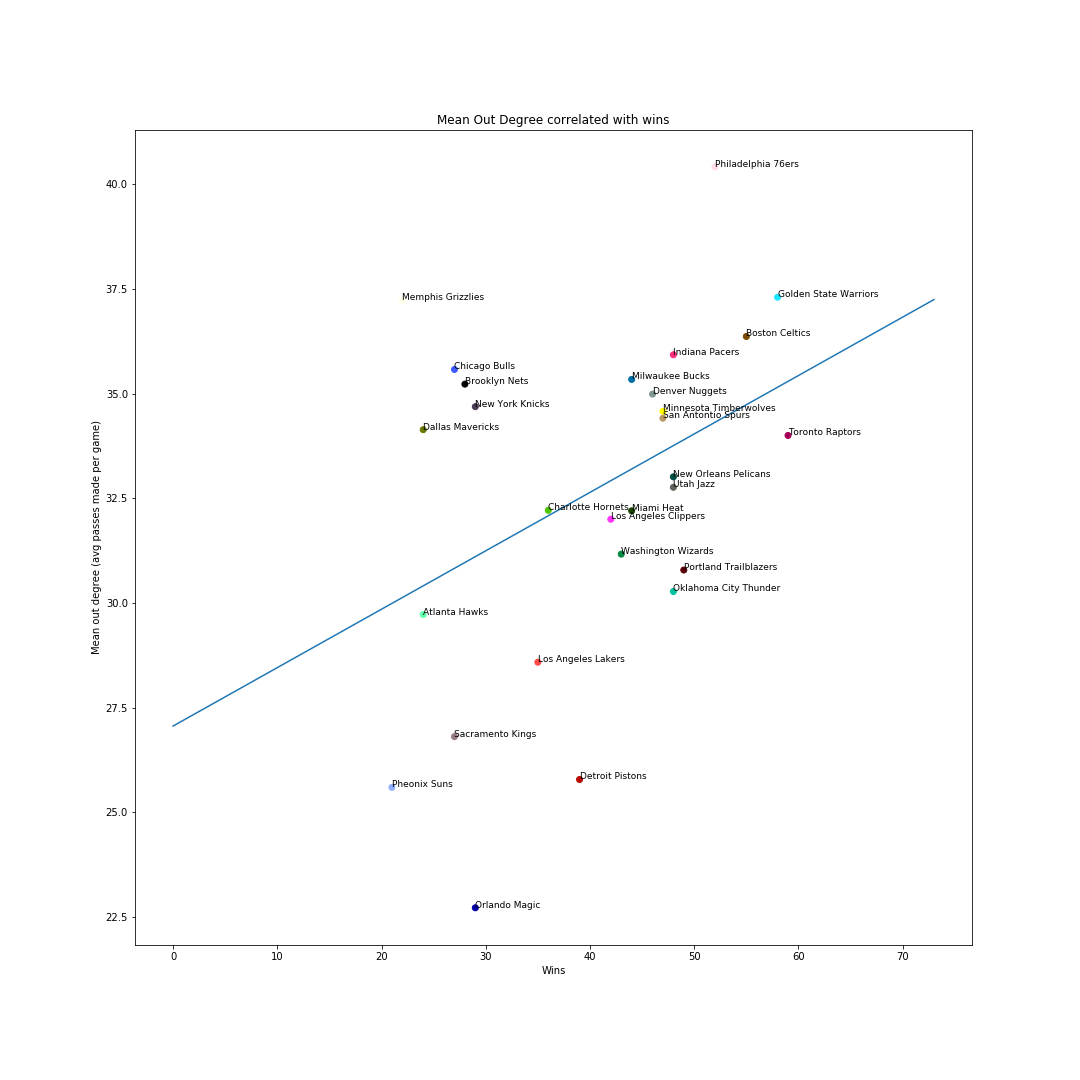 Mean Out Degree correlated with wins
Philadelphia 76ers
40.0
37.5
Memphis Grizzlies
Golden State Warriors
Boston Celtics
Indiana Pacers
Chicago Bulls
Milwaukee Bucks
Brooklyn Nets
Denver Nuggets
35.0
New York Knicks
Minnesota Timberwolves
San Antontio Spurs
Dallas Mavericks
Toronto Raptors
New Orleans Pelicans
Utah Jazz
32.5
Charlotte Hornets
Miami Heat
Los Angeles Clippers
Washington Wizards
Portland Trailblazers
Oklahoma City Thunder
30.0
Atlanta Hawks
Los Angeles Lakers
27.5
Sacramento Kings
Detroit Pistons
Pheonix Suns
25.0
Orlando Magic
22.5
Mean out degree (avg passes made per game)
0 10 20 30 40 50 60 70
Wins